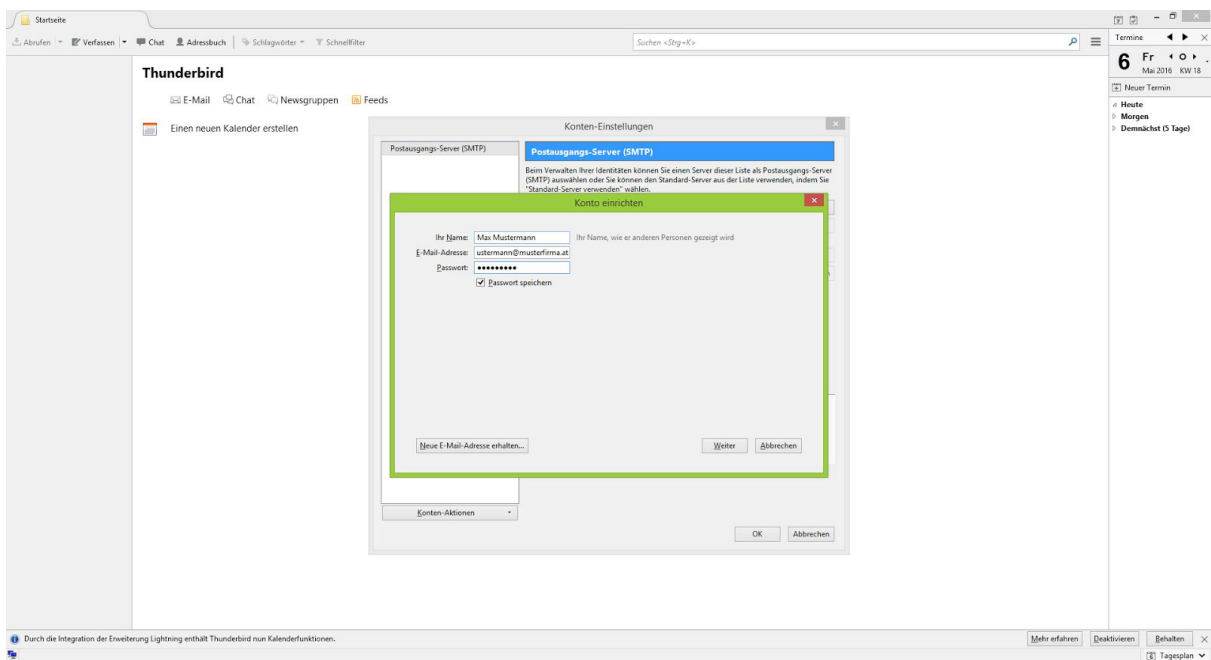 Startseite
Abrufen Verfassen Chat Adressbuch Schlagwörter Schnellfilter Suchen <Strg+K>
Termine
6 Fr
Mai 2016 KW 18
Neuer Termin
Heute
Morgen
Demnächst (5 Tage)
Thunderbird
E-Mail Chat Newsgruppen Feeds
Einen neuen Kalender erstellen
Konten-Einstellungen
Postausgangs-Server (SMTP)
Postausgangs-Server (SMTP)
Beim Verwalten Ihrer Identitäten können Sie einen Server dieser Liste als Postausgangs-Server
(SMTP) auswählen oder Sie können den Standard-Server aus der Liste verwenden, indem Sie
"Standard-Server verwenden" wählen.
Konto einrichten
Ihr Name: Max Mustermann Ihr Name, wie er anderen Personen gezeigt wird
E-Mail-Adresse: ustermann@musterfirma.at
Passwort: •••••••••
Passwort speichern
Neue E-Mail-Adresse erhalten... Weiter Abbrechen
Konten-Aktionen
OK Abbrechen
Durch die Integration der Erweiterung Lightning enthält Thunderbird nun Kalenderfunktionen. Mehr erfahren Deaktivieren Behalten
Tagesplan